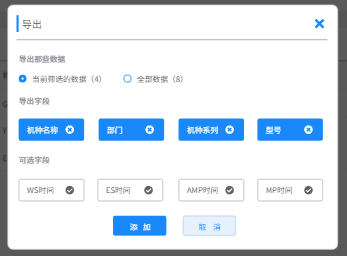 导出
导出哪些数据
当前筛选的数据（4） 全部数据（8）
导出字段
机种名称 部门 机种系列 型号
可选字段
WS时间 ES时间 AMP时间 MP时间
添 加 取 消